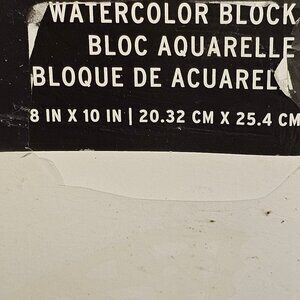 WATERCOLOR BLOCK
BLOC AQUARELLE
BLOQUE DE ACUAREL
8 IN X 10 IN | 20.32 CM X 25.4 CM